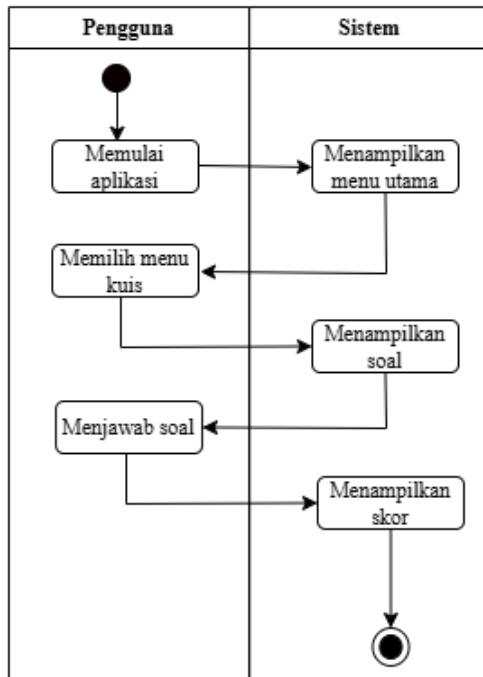 Pengguna
Sistem
Memulai
aplikasi
Menampilkan
menu utama
Memilih menu
kuis
Menampilkan
soal
Menjawab soal
Menampilkan
skor